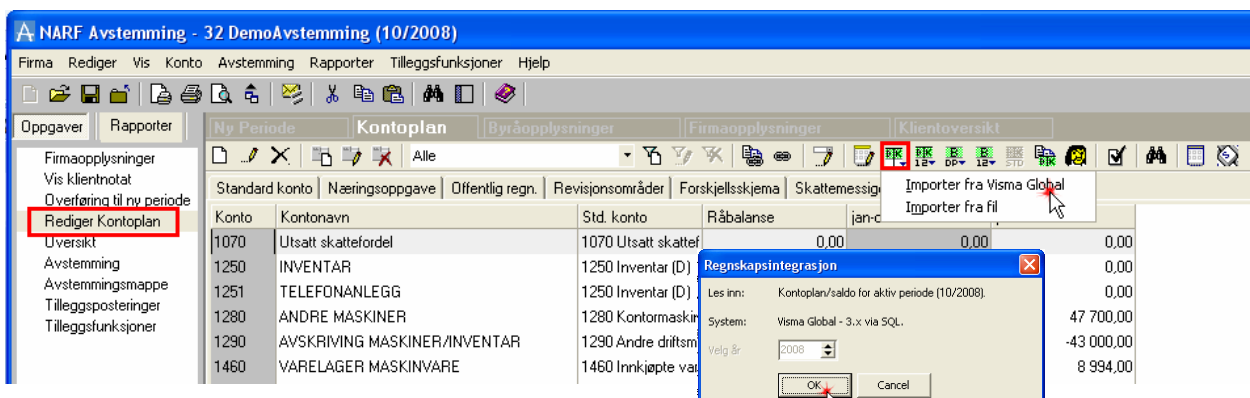 NARF Avstemming - 32 DemoAvstemming (10/2008)
Firma Rediger Vis Konto Avstemming Rapporter Tilleggsfunksjoner Hjelp
Oppgaver Rapporter
Ny Periode Kontoplan Byråopplysninger Firmaopplysninger Klientoversikt
Alle
Firmaopplysninger
Vis klientnotat
Overføring til ny periode
Rediger Kontoplan
Oversikt
Avstemming
Avstemmingsmappe
Tilleggsposteringer
Tilleggsfunksjoner
Standard konto Næringsoppgave Offentlig regn. Revisjonsområder Forskjellsskjema Skattemessig
Importer fra Visma Global
Importer fra fil
Konto Kontonavn Std. konto Råbalanse jan-
1070 Utsatt skattefordel 1070 Utsatt skattef 0,00 0,00 0,00
1250 INVENTAR 1250 Inventar (D) 0,00
1251 TELEFONANLEGG 1250 Inventar (D) 0,00
1280 ANDRE MASKINER 1280 Kontormaskin 47 700,00
1290 AVSKRIVING MASKINER/INVENTAR 1290 Andre driftsm -43 000,00
1460 VARELAGER MASKINVARE 1460 Innkjøpte var 8 994,00
Regnskapsintegrasjon
Les inn: Kontoplan/saldo for aktiv periode (10/2008).
System: Visma Global - 3.x via SQL.
Velg år 2008
OK Cancel